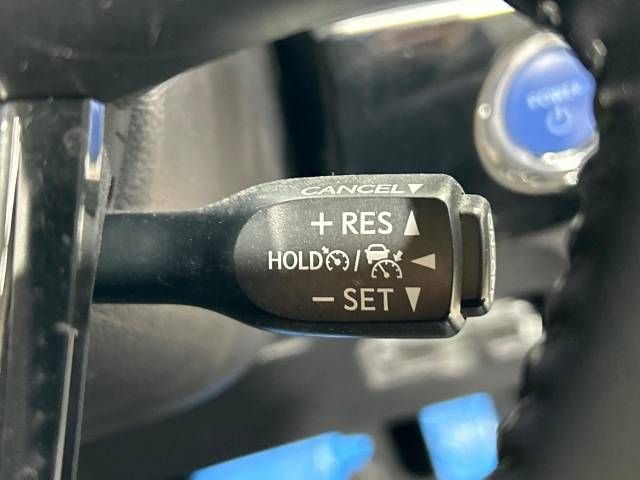 CANCEL▼
+ RES ▲
HOLD / ◄
− SET ▼
POWER